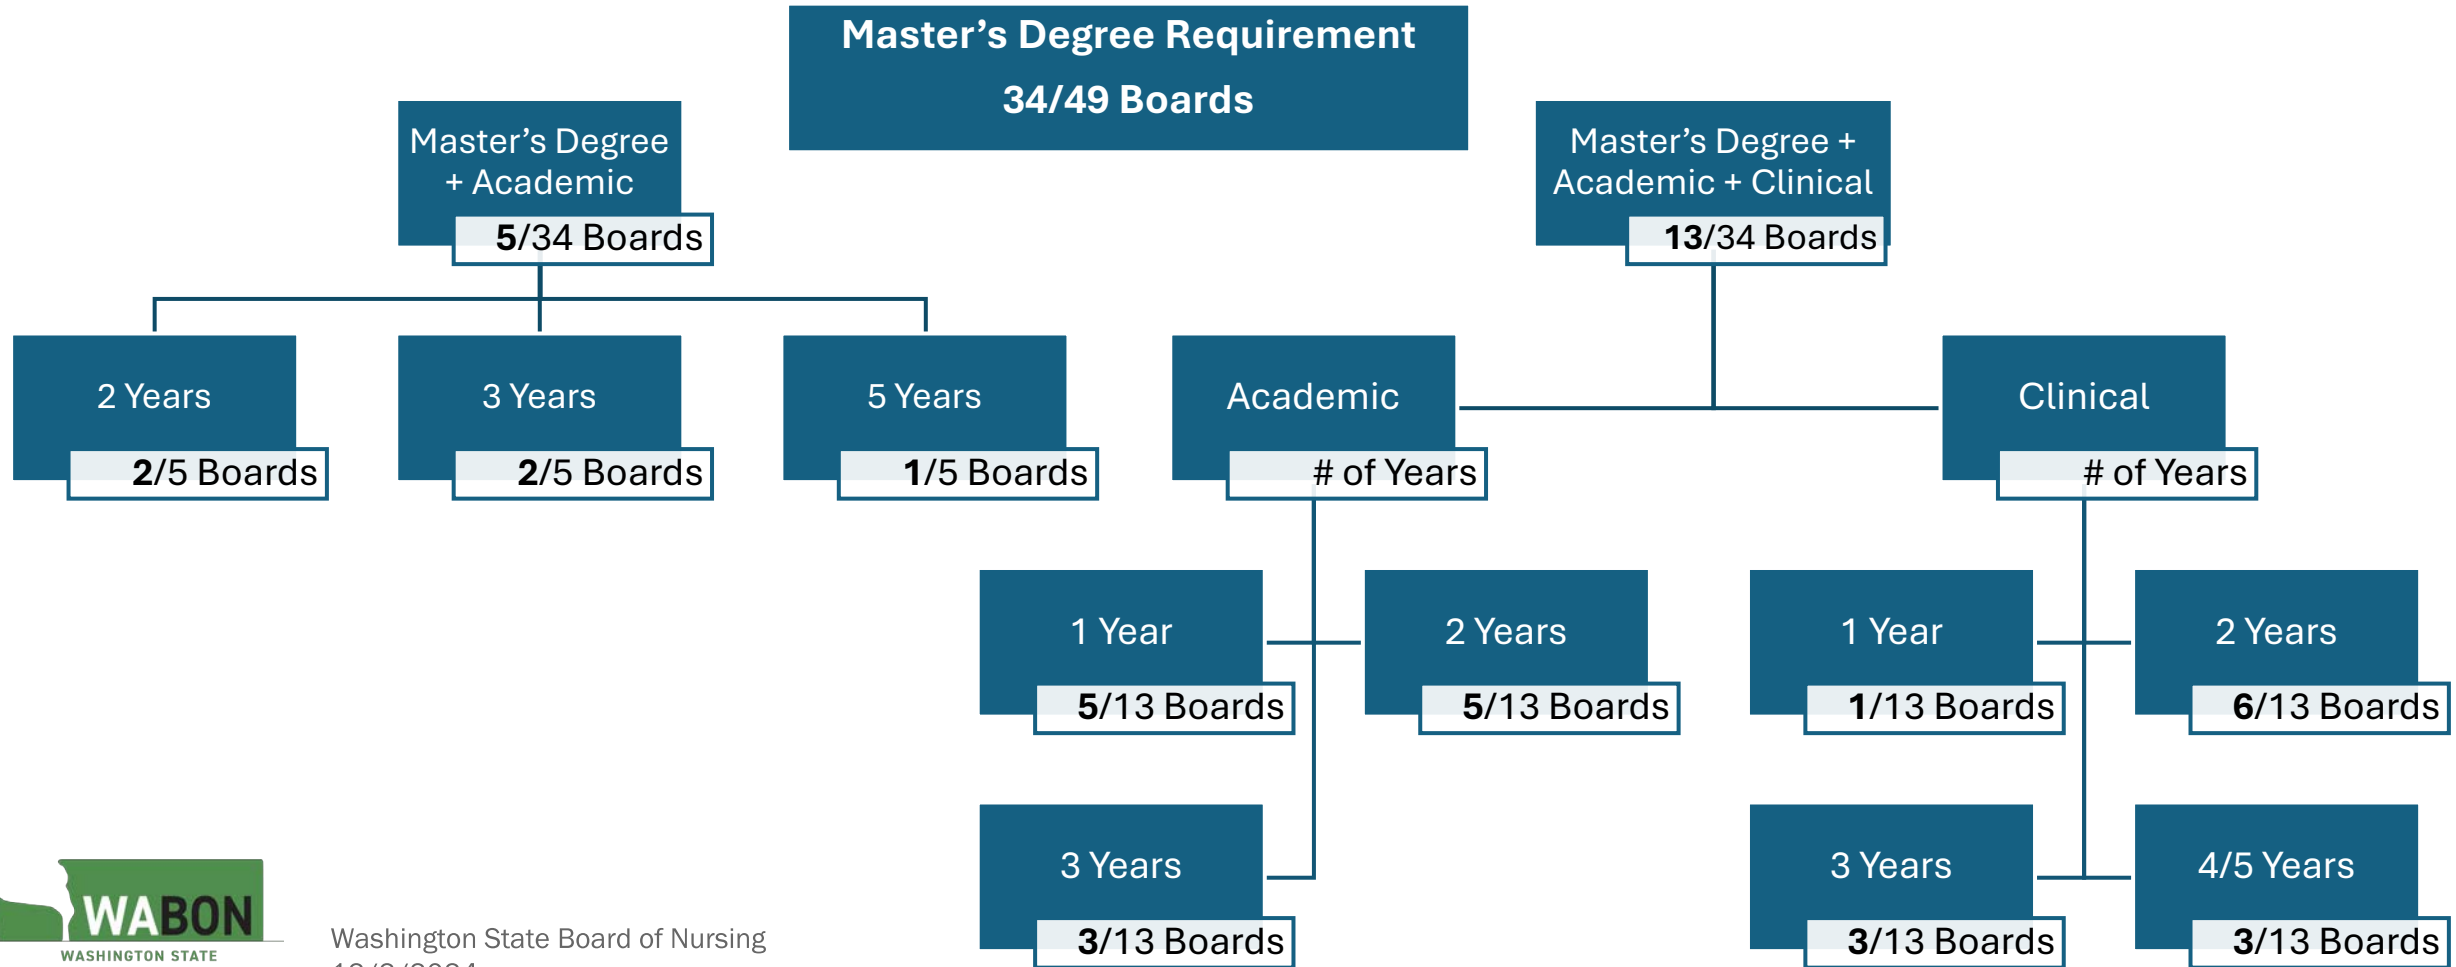 Master’s Degree Requirement
34/49 Boards
Master’s Degree
+ Academic
5/34 Boards
Master’s Degree +
Academic + Clinical
13/34 Boards
2 Years
2/5 Boards
3 Years
2/5 Boards
5 Years
1/5 Boards
Academic
# of Years
Clinical
# of Years
1 Year
5/13 Boards
2 Years
5/13 Boards
1 Year
1/13 Boards
2 Years
6/13 Boards
3 Years
3/13 Boards
3 Years
3/13 Boards
4/5 Years
3/13 Boards
WABON
WASHINGTON STATE
Washington State Board of Nursing